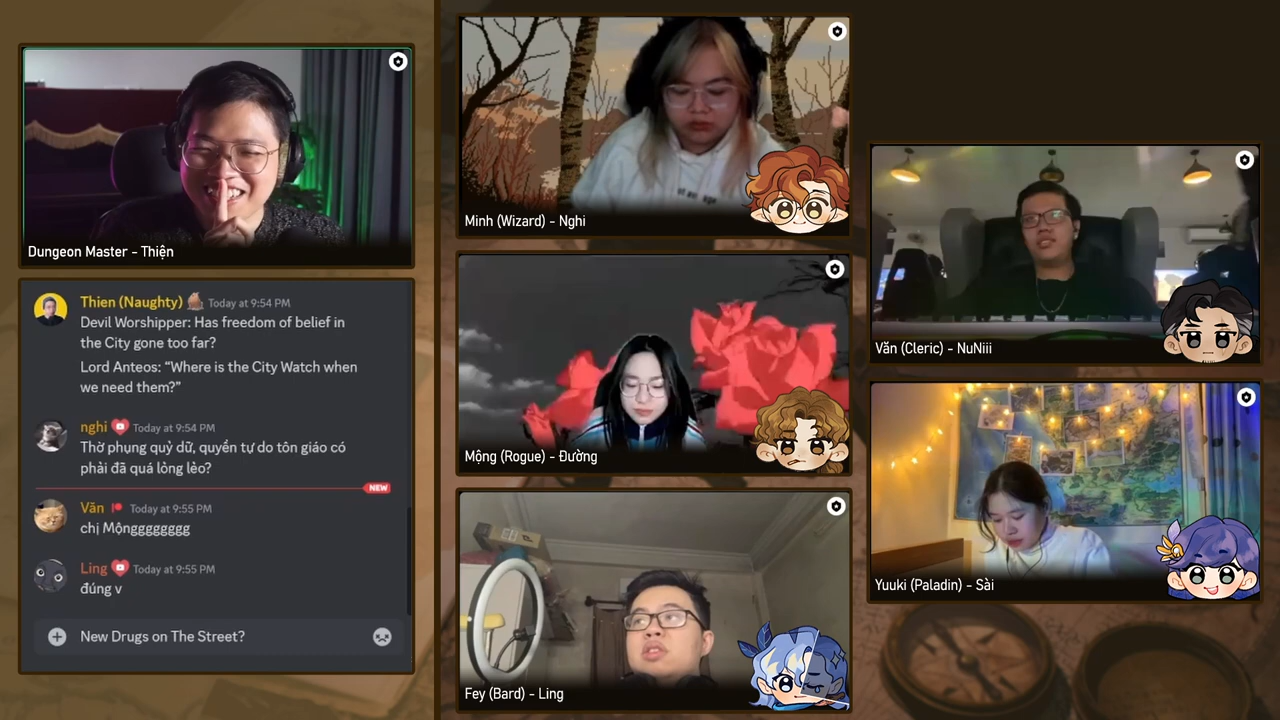 Dungeon Master - Thiện
Thien (Naughty) Today at 9:54 PM
Devil Worshipper: Has freedom of belief in
the City gone too far?
Lord Anteos: “Where is the City Watch when
we need them?”
nghi Today at 9:54 PM
Thờ phụng quỷ dữ, quyền tự do tôn giáo có
phải đã quá lỏng lẻo?
NEW
Văn Today at 9:55 PM
chị Mộngggggggg
Ling Today at 9:55 PM
đúng v
New Drugs on The Street?
Minh (Wizard) - Nghi
Mộng (Rogue) - Đường
Fey (Bard) - Ling
Văn (Cleric) - NuNiii
Yuuki (Paladin) - Sài